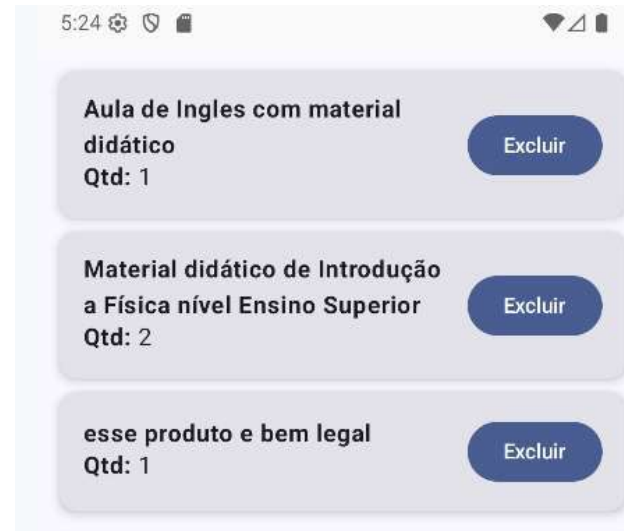 5:24
Aula de Ingles com material
didático
Qtd: 1
Excluir
Material didático de Introdução
a Física nível Ensino Superior
Qtd: 2
Excluir
esse produto e bem legal
Qtd: 1
Excluir